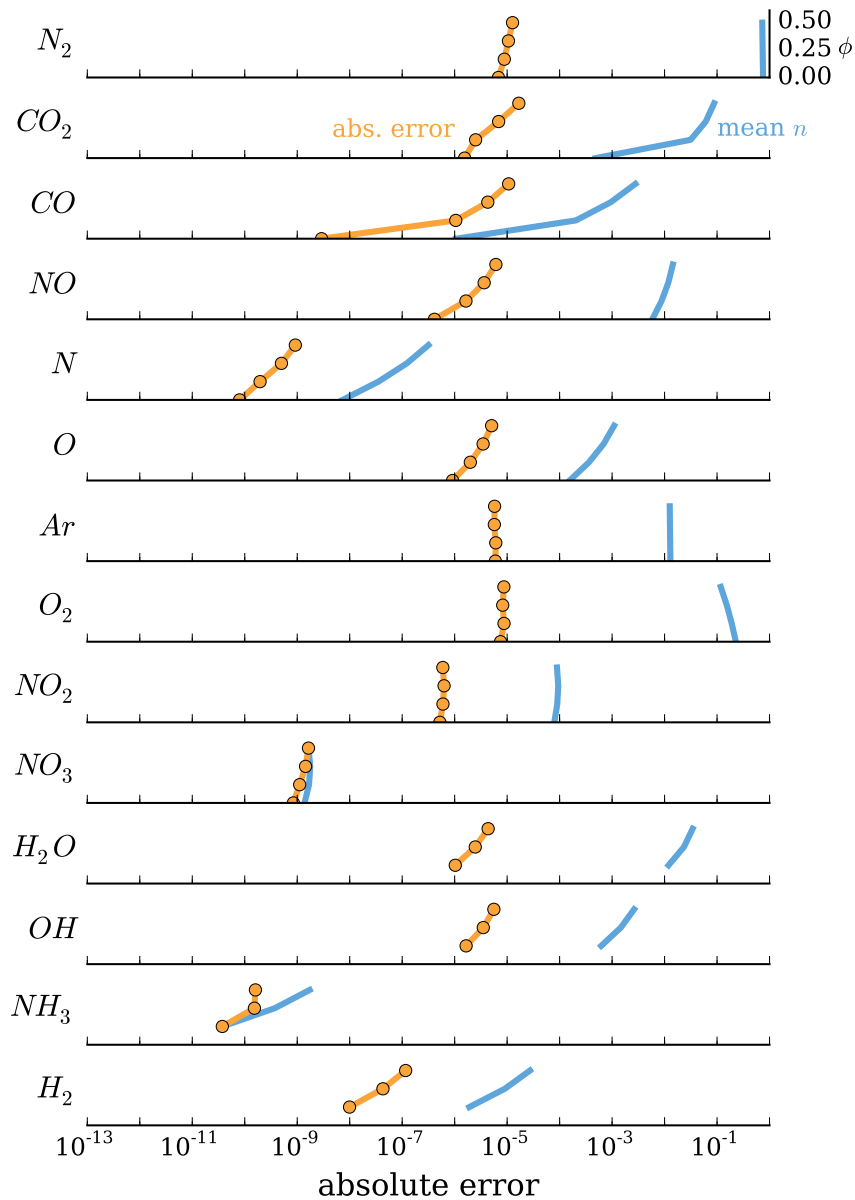 N₂
0.50
0.25 ϕ
0.00
CO₂
abs. error
mean n
CO
NO
N
O
Ar
O₂
NO₂
NO₃
H₂O
OH
NH₃
H₂
10⁻¹³ 10⁻¹¹ 10⁻⁹ 10⁻⁷ 10⁻⁵ 10⁻³ 10⁻¹
absolute error